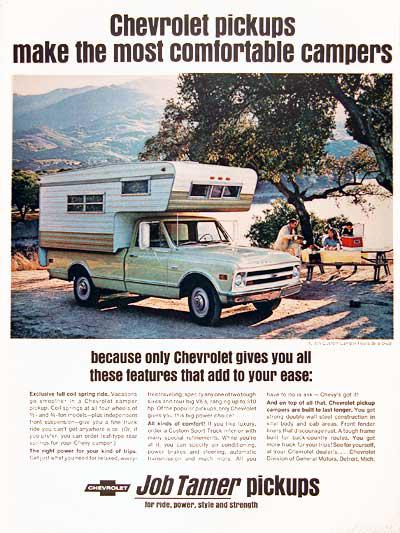 Chevrolet pickups
make the most comfortable campers
because only Chevrolet gives you all
these features that add to your ease:
Exclusive full coil spring ride. Vacations
go smoother in a Chevrolet camper
pickup. Coil springs at all four wheels of
½- and ¾-ton models—plus independent
front suspension—give you a fine truck
ride you can't get anywhere else. (Or, if
you prefer, you can order leaf-type rear
springs for your Chevy camper.)
The right power for your kind of trips.
Get just what you need for relaxed, worry-
free traveling; specify any one of two tough
sixes and four big V8's, ranging up to 310
hp. Of the popular pickups, only Chevrolet
gives you this big power choice!
All kinds of comfort! If you like luxury,
order a Custom Sport Truck interior with
many special refinements. While you're
at it, you can specify air conditioning,
power brakes and steering, automatic
transmission and much more. All you
have to do is ask — Chevy's got it!
And on top of all that, Chevrolet pickup
campers are built to last longer. You get
strong double wall steel construction in
vital body and cab areas. Front fender
liners that discourage rust. A tough frame
built for back-country routes. You get
more truck for your trips! See for yourself,
at your Chevrolet dealer's. . . . Chevrolet
Division of General Motors, Detroit, Mich.
CHEVROLET
Job Tamer pickups
for ride, power, style and strength